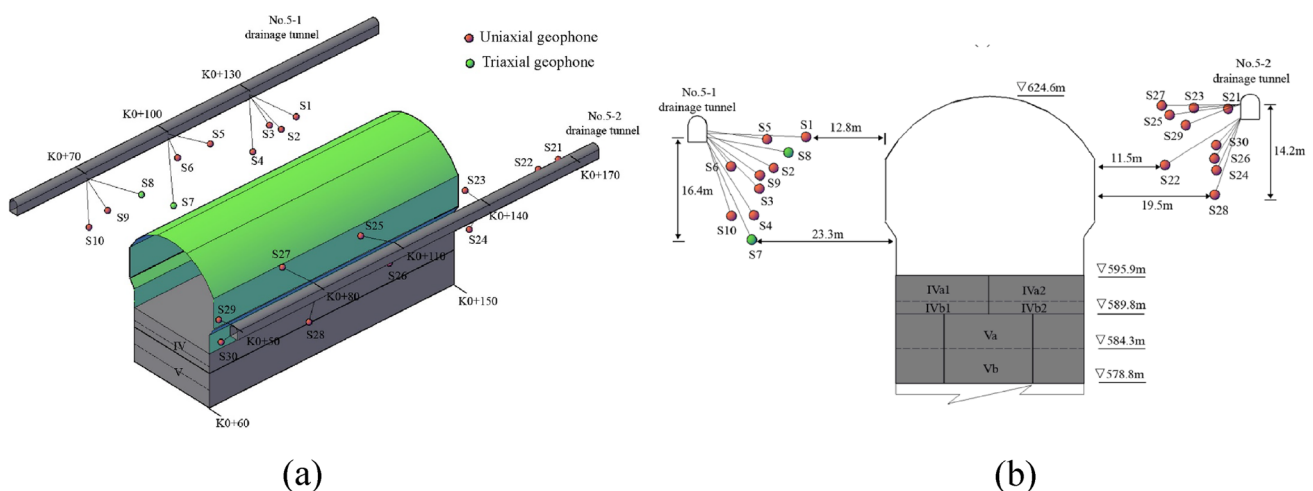 No.5-1
drainage tunnel
Uniaxial geophone
Triaxial geophone
K0+130
K0+100
K0+70
S1
S3
S2
S4
S5
S6
S7
S8
S9
S10
No.5-2
drainage tunnel
S21
S22
K0+170
S23
K0+140
S24
S25
K0+110
S26
S27
K0+80
S28
S29
K0+50
S30
IV
V
K0+150
K0+60
(a)
No.5-1
drainage tunnel
▽624.6m
No.5-2
drainage tunnel
S27
S23
S21
S25
S29
S5
S1
12.8m
S8
S6
S2
S9
S3
S10
S4
S7
16.4m
23.3m
S30
S26
S24
S22
S28
11.5m
19.5m
14.2m
▽595.9m
IVa1
IVa2
▽589.8m
IVb1
IVb2
Va
▽584.3m
Vb
▽578.8m
(b)